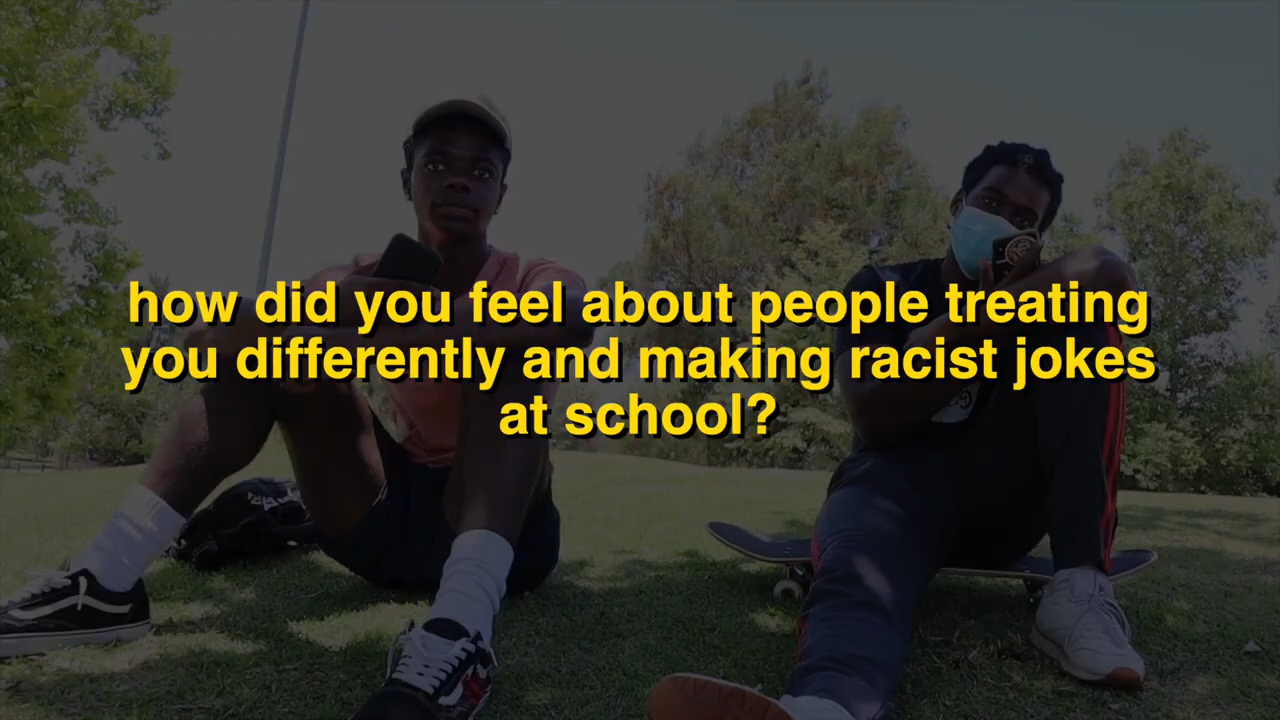 how did you feel about people treating
you differently and making racist jokes
at school?